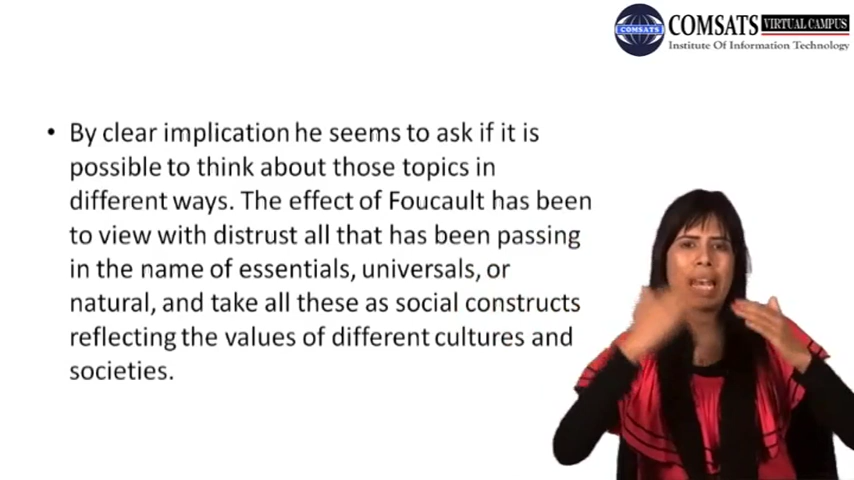 COMSATS VIRTUAL CAMPUS
COMSATS
Institute Of Information Technology
• By clear implication he seems to ask if it is
possible to think about those topics in
different ways. The effect of Foucault has been
to view with distrust all that has been passing
in the name of essentials, universals, or
natural, and take all these as social constructs
reflecting the values of different cultures and
societies.